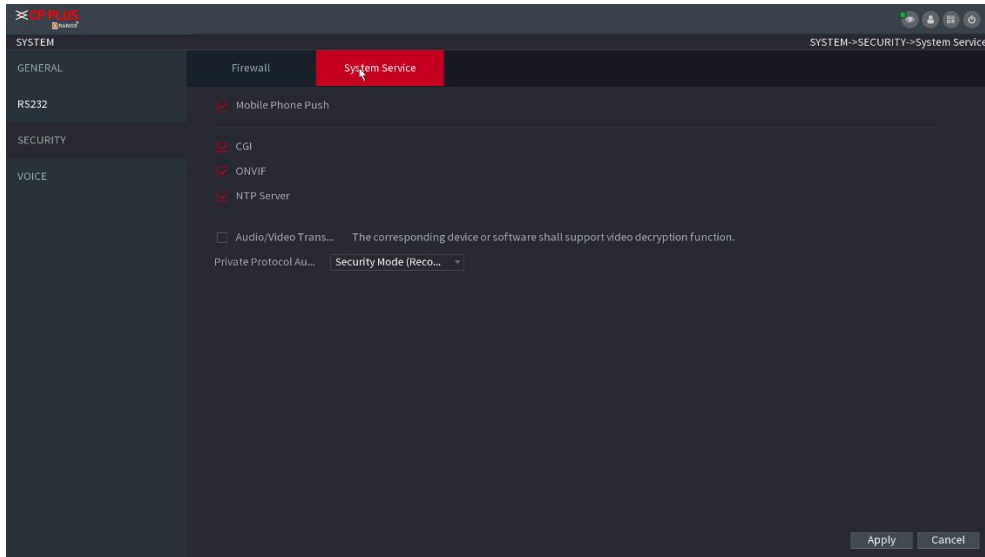 CP PLUS
ORANGE
SYSTEM
SYSTEM->SECURITY->System Service
GENERAL
RS232
SECURITY
VOICE
Firewall
System Service
Mobile Phone Push
CGI
ONVIF
NTP Server
Audio/Video Trans... The corresponding device or software shall support video decryption function.
Private Protocol Au... Security Mode (Reco...
Apply
Cancel